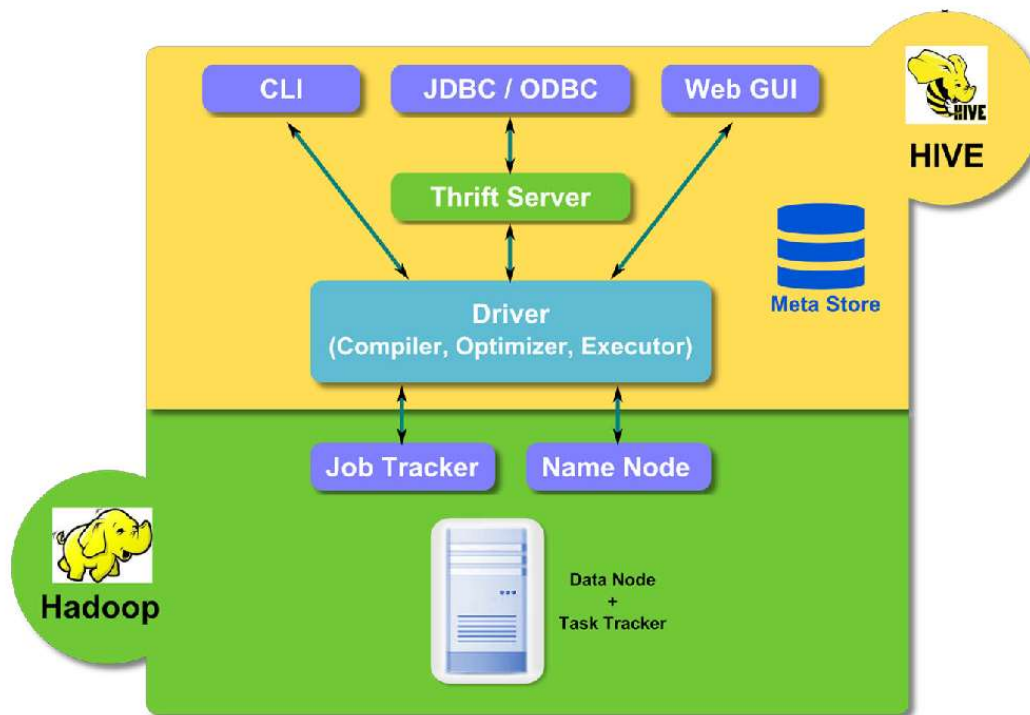 CLI
JDBC / ODBC
Web GUI
HIVE
HIVE
Thrift Server
Meta Store
Driver
(Compiler, Optimizer, Executor)
Job Tracker
Name Node
Hadoop
Data Node
+
Task Tracker